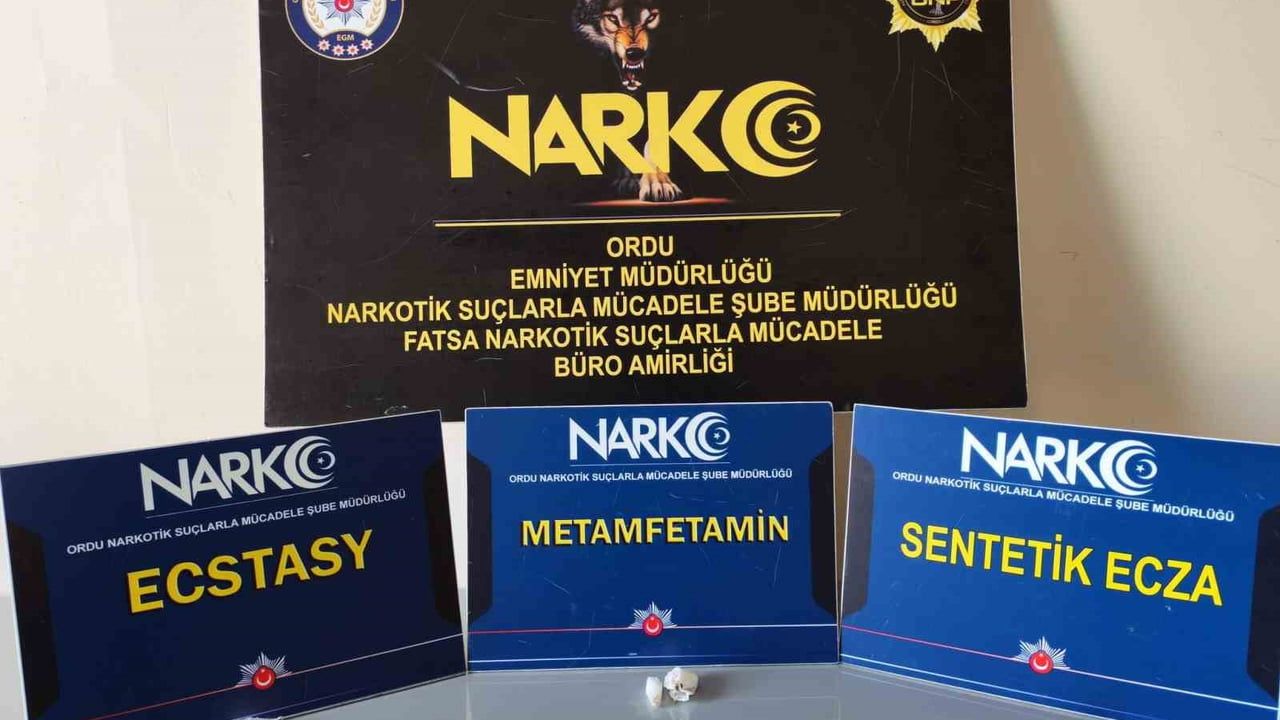 EGM
NARKO
ORDU
EMNİYET MÜDÜRLÜĞÜ
NARKOTİK SUÇLARLA MÜCADELE ŞUBE MÜDÜRLÜĞÜ
FATSA NARKOTİK SUÇLARLA MÜCADELE
BÜRO AMİRLİĞİ
NARKO
ORDU NARKOTİK SUÇLARLA MÜCADELE ŞUBE MÜDÜRLÜĞÜ
ECSTASY
NARKO
ORDU NARKOTİK SUÇLARLA MÜCADELE ŞUBE MÜDÜRLÜĞÜ
METAMFETAMİN
NARKO
ORDU NARKOTİK SUÇLARLA MÜCADELE ŞUBE MÜDÜRLÜĞÜ
SENTETİK ECZA